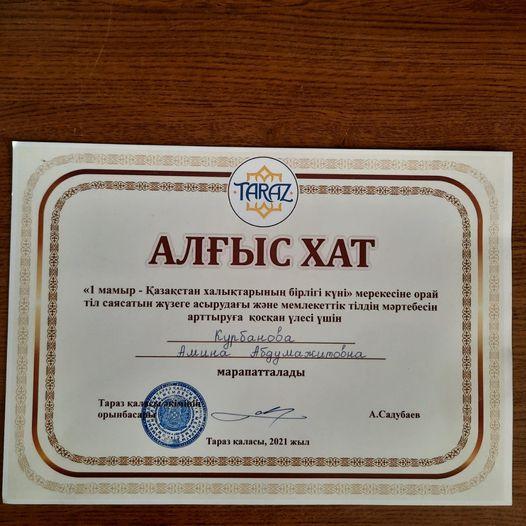 TARAZ
АЛҒЫС ХАТ
«1 мамыр - Қазақстан халықтарының бірлігі күні» мерекесіне орай
тіл саясатын жүзеге асырудағы және мемлекеттік тілдің мәртебесін
арттыруға қосқан үлесі үшін
Курбанова
Амина Абдумажитовна
марапатталады
Тараз қаласы әкімінің
орынбасары
А.Садубаев
Тараз қаласы, 2021 жыл